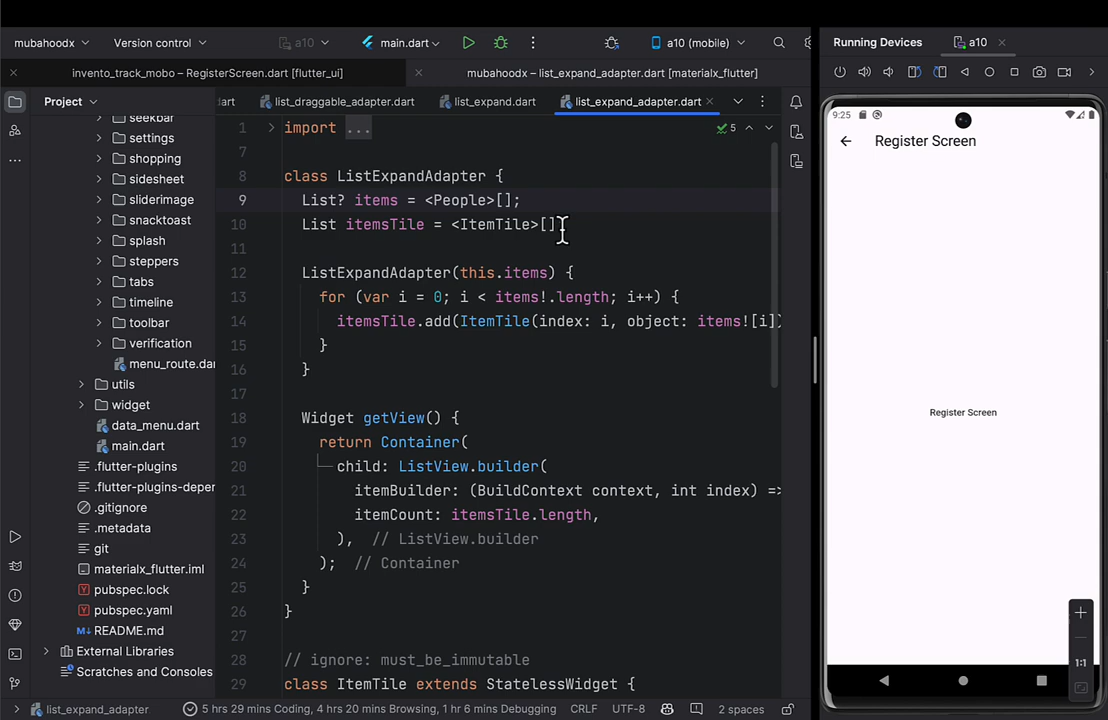 mubahoodx
Version control
a10
main.dart
a10 (mobile)
Running Devices
a10
invento_track_mobo – RegisterScreen.dart [flutter_ui]
mubahoodx – list_expand_adapter.dart [materialx_flutter]
Project
dart
list_draggable_adapter.dart
list_expand.dart
list_expand_adapter.dart
seekbar
settings
shopping
sidesheet
sliderimage
snacktoast
splash
steppers
tabs
timeline
toolbar
verification
menu_route.dar
utils
widget
data_menu.dart
main.dart
.flutter-plugins
.flutter-plugins-deper
.gitignore
.metadata
git
materialx_flutter.iml
pubspec.lock
pubspec.yaml
README.md
External Libraries
Scratches and Consoles
5
1 import ...
7
8 class ListExpandAdapter {
9 List? items = <People>[];
10 List itemsTile = <ItemTile>[]
11
12 ListExpandAdapter(this.items) {
13 for (var i = 0; i < items!.length; i++) {
14 itemsTile.add(ItemTile(index: i, object: items![i])
15 }
16 }
17
18 Widget getView() {
19 return Container(
20 child: ListView.builder(
21 itemBuilder: (BuildContext context, int index) =>
22 itemCount: itemsTile.length,
23 ), // ListView.builder
24 ); // Container
25 }
26 }
27
28 // ignore: must_be_immutable
29 class ItemTile extends StatelessWidget {
9:25
Register Screen
Register Screen
1:1
list_expand_adapter
5 hrs 29 mins Coding, 4 hrs 20 mins Browsing, 1 hr 6 mins Debugging
CRLF
UTF-8
2 spaces